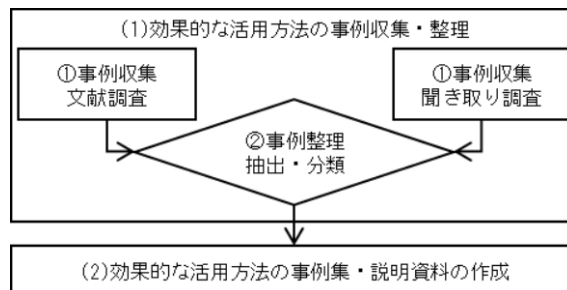 (1)効果的な活用方法の事例収集・整理
①事例収集
文献調査
①事例収集
聞き取り調査
②事例整理
抽出・分類
(2)効果的な活用方法の事例集・説明資料の作成